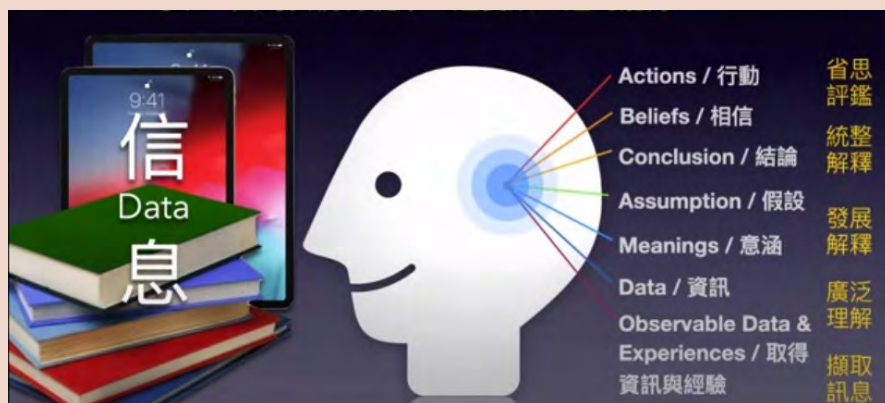 9:41
9:41
信
Data
息
Actions / 行動
Beliefs / 相信
Conclusion / 結論
Assumption / 假設
Meanings / 意涵
Data / 資訊
Observable Data &
Experiences / 取得
資訊與經驗
省思
評鑑
統整
解釋
發展
解釋
廣泛
理解
擷取
訊息